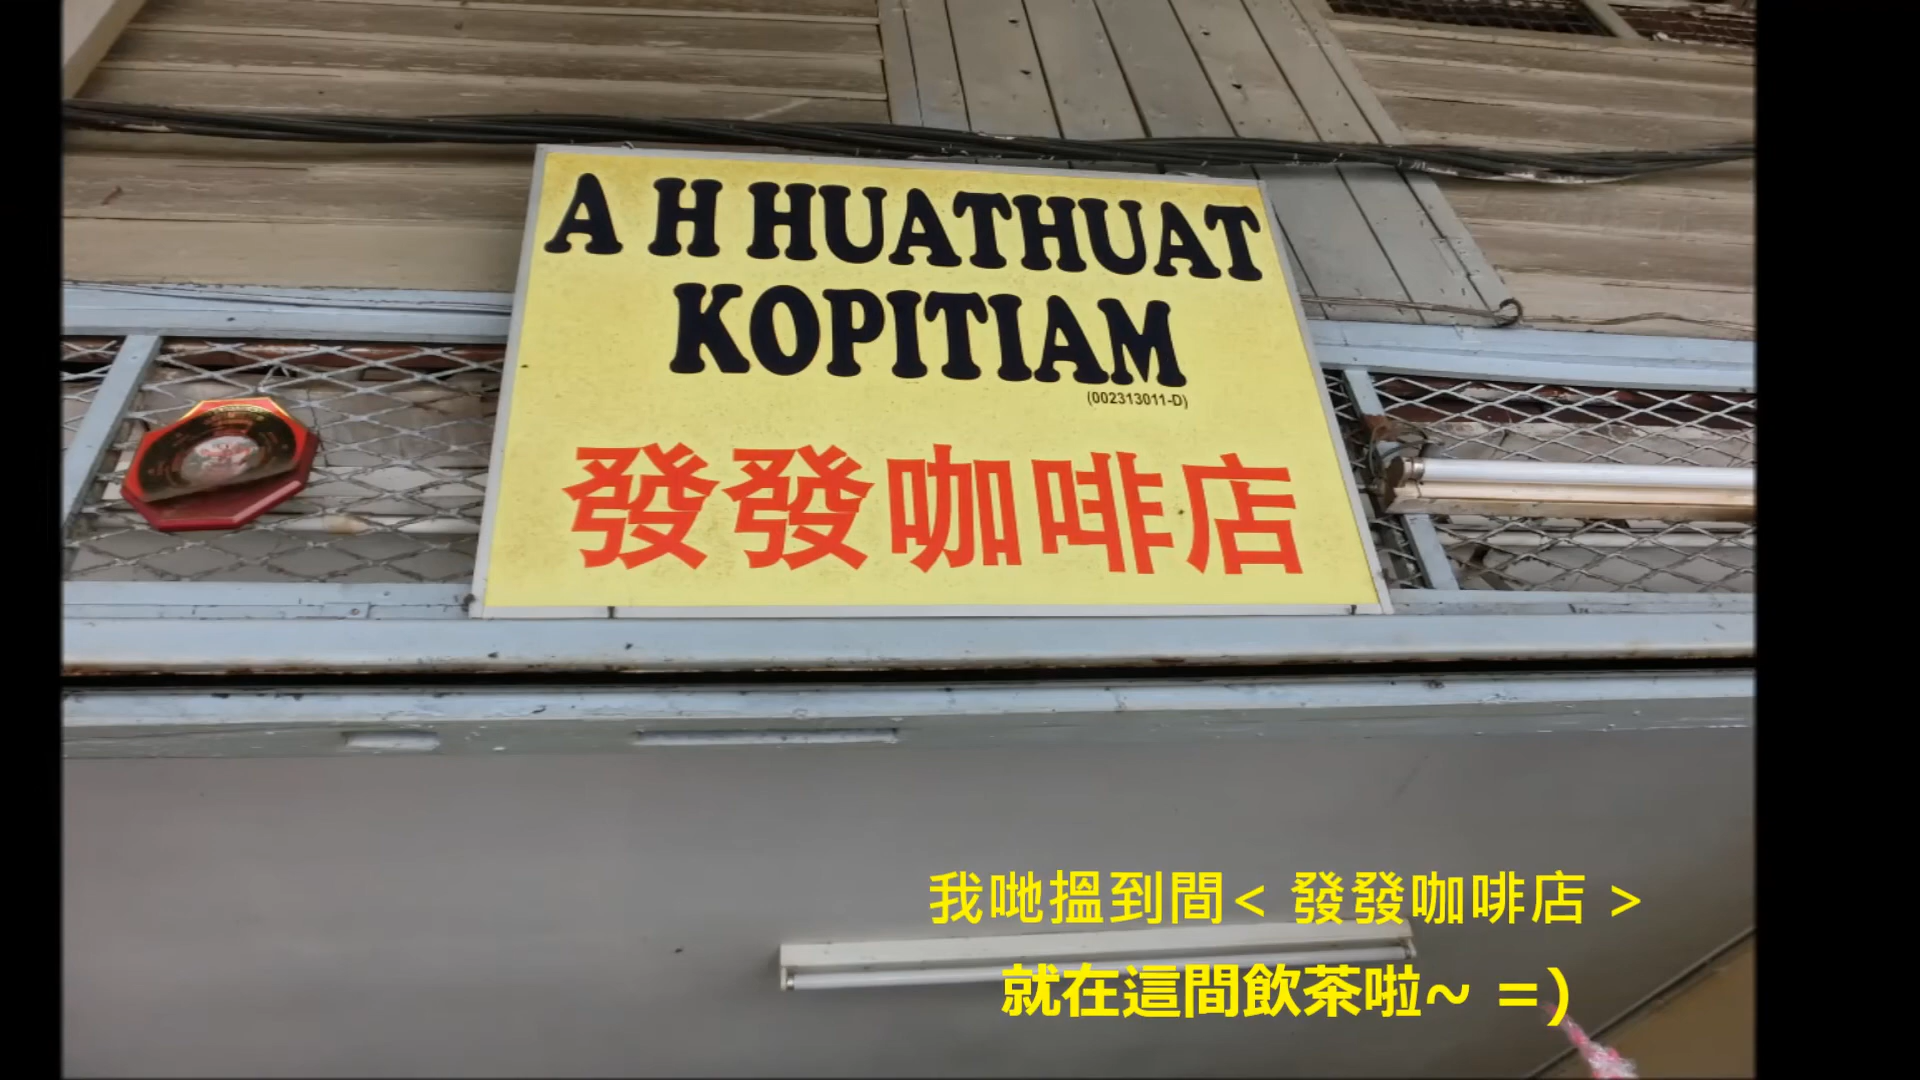 A H HUATHUAT
KOPITIAM
(002313011-D)
發發咖啡店
我哋搵到間< 發發咖啡店 >
就在這間飲茶啦~ =)